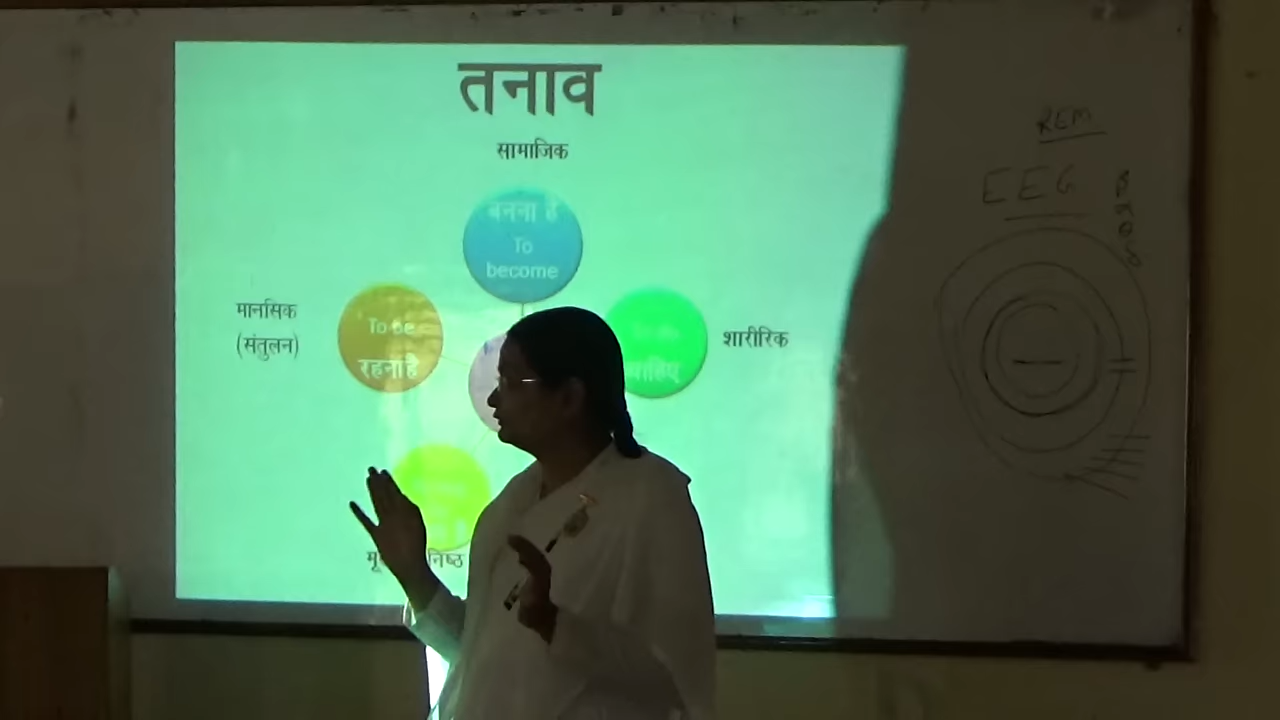 तनाव
सामाजिक
बनना है
To
become
मानसिक
(संतुलन)
To be
रहना है
शारीरिक
REM
EEG